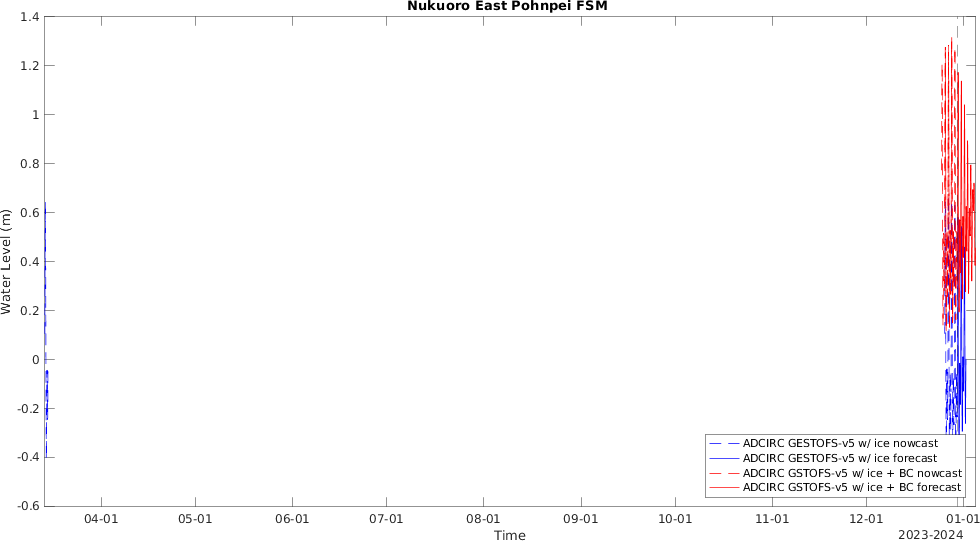 Nukuoro East Pohnpei FSM
1.4
1.2
1
0.8
0.6
0.4
0.2
0
-0.2
-0.4
-0.6
Water Level (m)
ADCIRC GESTOFS-v5 w/ ice nowcast
ADCIRC GESTOFS-v5 w/ ice forecast
ADCIRC GSTOFS-v5 w/ ice + BC nowcast
ADCIRC GSTOFS-v5 w/ ice + BC forecast
04-01 05-01 06-01 07-01 08-01 09-01 10-01 11-01 12-01 01-01
Time
2023-2024